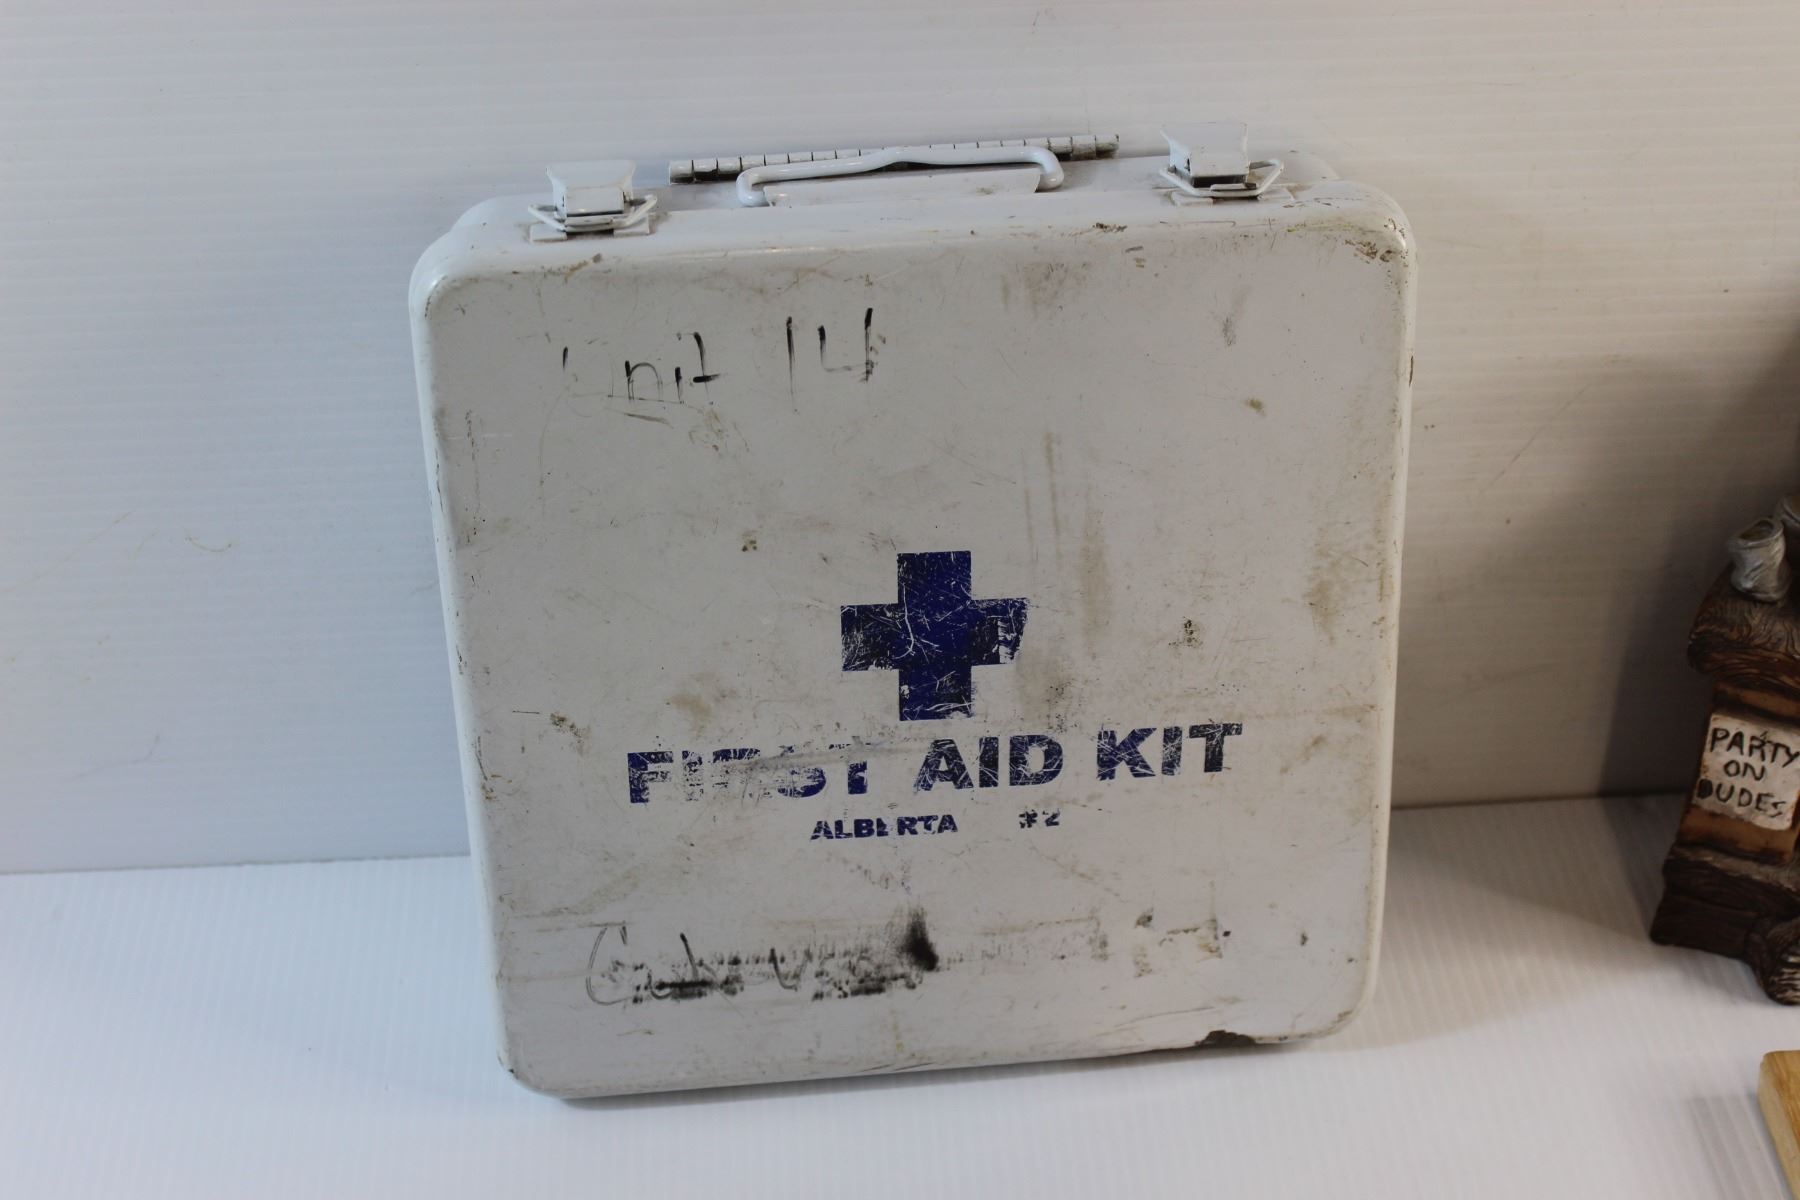 Unit 14
FIRST AID KIT
ALBERTA #2
PARTY
ON
DUDES